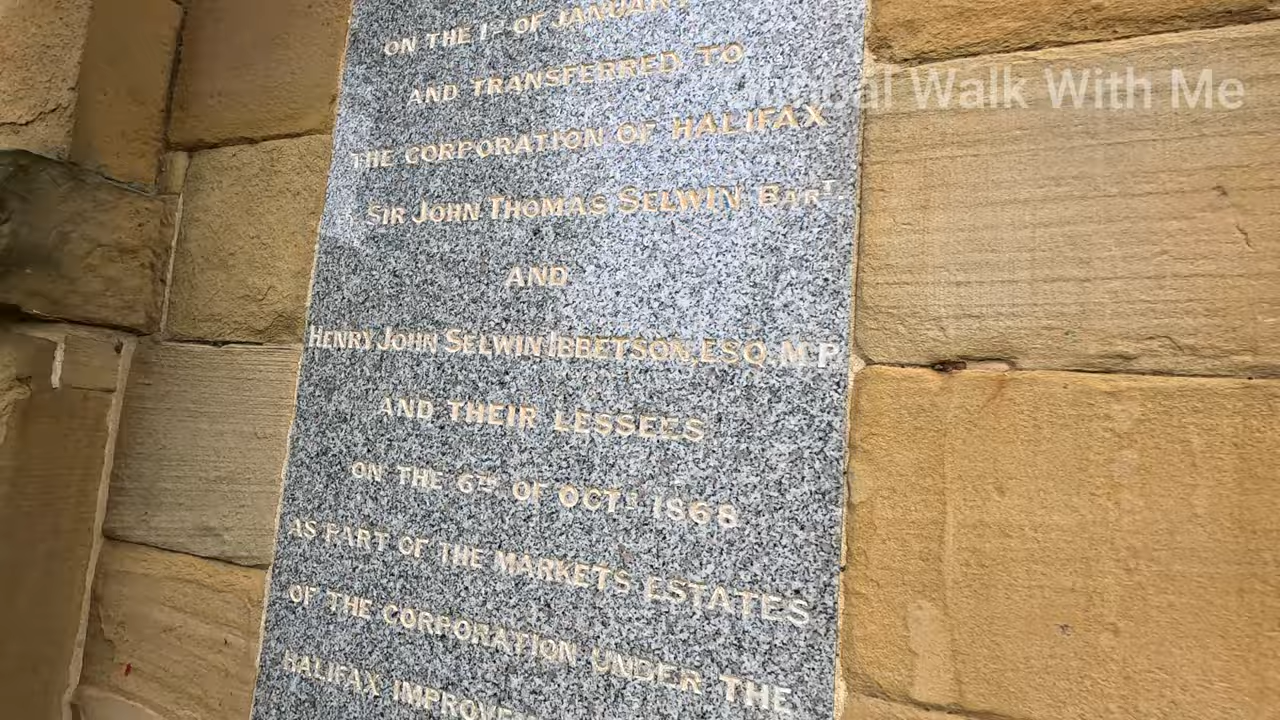 ON THE 1ST OF JANUARY
AND TRANSFERRED TO
THE CORPORATION OF HALIFAX
SIR JOHN THOMAS SELWIN BART
AND
HENRY JOHN SELWIN IBBETSON, ESQ, M.P.
AND THEIR LESSEES
ON THE 6TH OF OCTR 1868
AS PART OF THE MARKETS ESTATES
OF THE CORPORATION UNDER THE
HALIFAX
Walk With Me